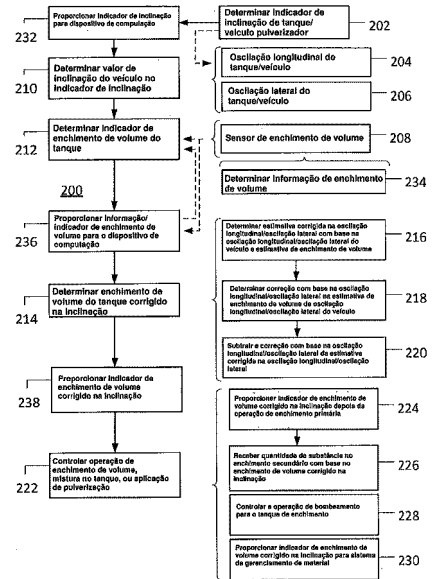 Proporcionar indicador de inclinação
para dispositivo de computação
232
Determinar indicador de
inclinação de tanque/
veículo pulverizador
202
Determinar valor de
inclinação do veículo no
indicador de inclinação
210
Oscilação longitudinal do
tanque/veículo
204
Oscilação lateral do
tanque/veículo
206
Determinar indicador de
enchimento de volume do
tanque
212
Sensor de enchimento de volume
208
200
Determinar informação de enchimento
de volume
234
Proporcionar informação/
indicador de enchimento de
volume para o dispositivo de
computação
236
Determinar estimativa corrigida na oscilação
longitudinal/oscilação lateral com base na
oscilação longitudinal/oscilação lateral do
veículo e estimativa de enchimento de volume
216
Determinar enchimento de
volume do tanque corrigido
na inclinação
214
Determinar correção com base na oscilação
longitudinal/oscilação lateral na estimativa de
enchimento de volume de oscilação
longitudinal/oscilação lateral do veículo
218
Subtrair a correção com base na oscilação
longitudinal/oscilação lateral da estimativa
corrigida na oscilação longitudinal/oscilação
lateral
220
Proporcionar indicador de
enchimento de volume
corrigido na inclinação
238
Proporcionar indicador de enchimento de
volume corrigido na inclinação depois da
operação de enchimento primária
224
Controlar operação de
enchimento de volume,
mistura no tanque, ou aplicação
de pulverização
222
Receber quantidade de substância no
enchimento secundário com base no
enchimento de volume corrigido na
inclinação
226
Controlar a operação de bombeamento
para o tanque de enchimento
228
Proporcionar indicador de enchimento de
volume corrigido na inclinação para sistema
da gerenciamento de material
230